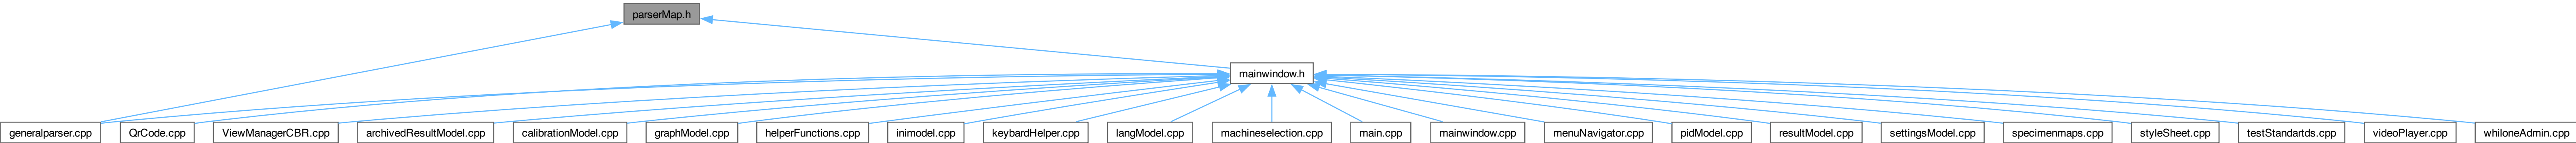 parserMap.h
mainwindow.h
generalparser.cpp
QrCode.cpp
ViewManagerCBR.cpp
archivedResultModel.cpp
calibrationModel.cpp
graphModel.cpp
helperFunctions.cpp
inimodel.cpp
keybardHelper.cpp
langModel.cpp
machineselection.cpp
main.cpp
mainwindow.cpp
menuNavigator.cpp
pidModel.cpp
resultModel.cpp
settingsModel.cpp
specimenmaps.cpp
styleSheet.cpp
testStandartds.cpp
videoPlayer.cpp
whiloneAdmin.cpp